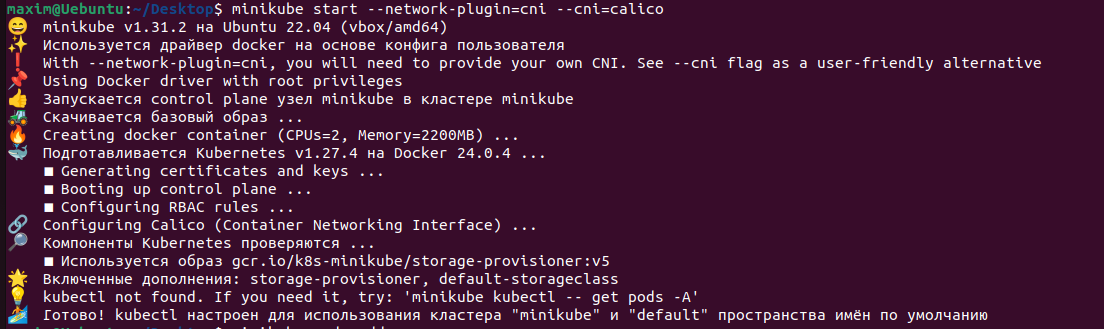 maxim@Uebuntu:~/Desktop$ minikube start --network-plugin=cni --cni=calico
😄 minikube v1.31.2 на Ubuntu 22.04 (vbox/amd64)
✨ Используется драйвер docker на основе конфига пользователя
❗ With --network-plugin=cni, you will need to provide your own CNI. See --cni flag as a user-friendly alternative
📌 Using Docker driver with root privileges
👍 Запускается control plane узел minikube в кластере minikube
🚜 Скачивается базовый образ ...
🔥 Creating docker container (CPUs=2, Memory=2200MB) ...
🐳 Подготавливается Kubernetes v1.27.4 на Docker 24.0.4 ...
■ Generating certificates and keys ...
■ Booting up control plane ...
■ Configuring RBAC rules ...
🔗 Configuring Calico (Container Networking Interface) ...
🔎 Компоненты Kubernetes проверяются ...
■ Используется образ gcr.io/k8s-minikube/storage-provisioner:v5
🌟 Включенные дополнения: storage-provisioner, default-storageclass
💡 kubectl not found. If you need it, try: 'minikube kubectl -- get pods -A'
🏄 Готово! kubectl настроен для использования кластера "minikube" и "default" пространства имён по умолчанию